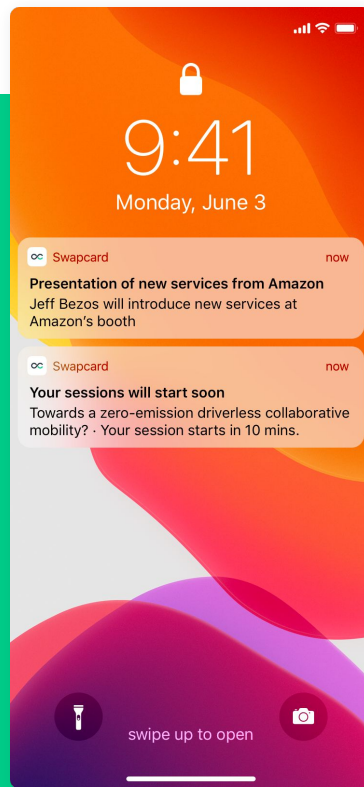 9:41
Monday, June 3
Swapcard now
Presentation of new services from Amazon
Jeff Bezos will introduce new services at
Amazon’s booth
Swapcard now
Your sessions will start soon
Towards a zero-emission driverless collaborative
mobility? · Your session starts in 10 mins.
swipe up to open